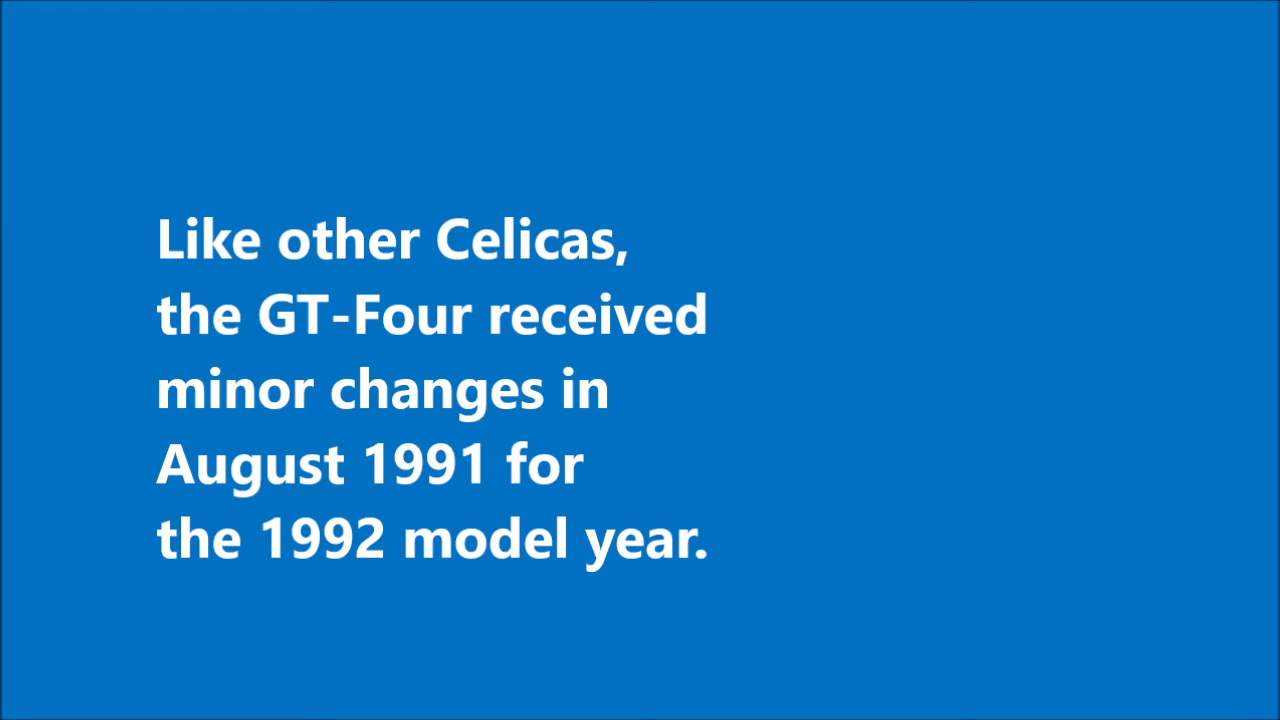 Like other Celicas,
the GT-Four received
minor changes in
August 1991 for
the 1992 model year.